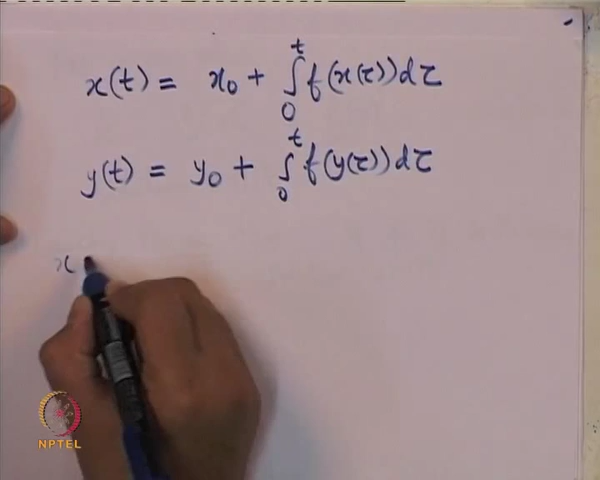 x(t) = x₀ + ∫₀ᵗ f(x(τ))dτ
y(t) = y₀ + ∫₀ᵗ f(y(τ))dτ
x
NPTEL